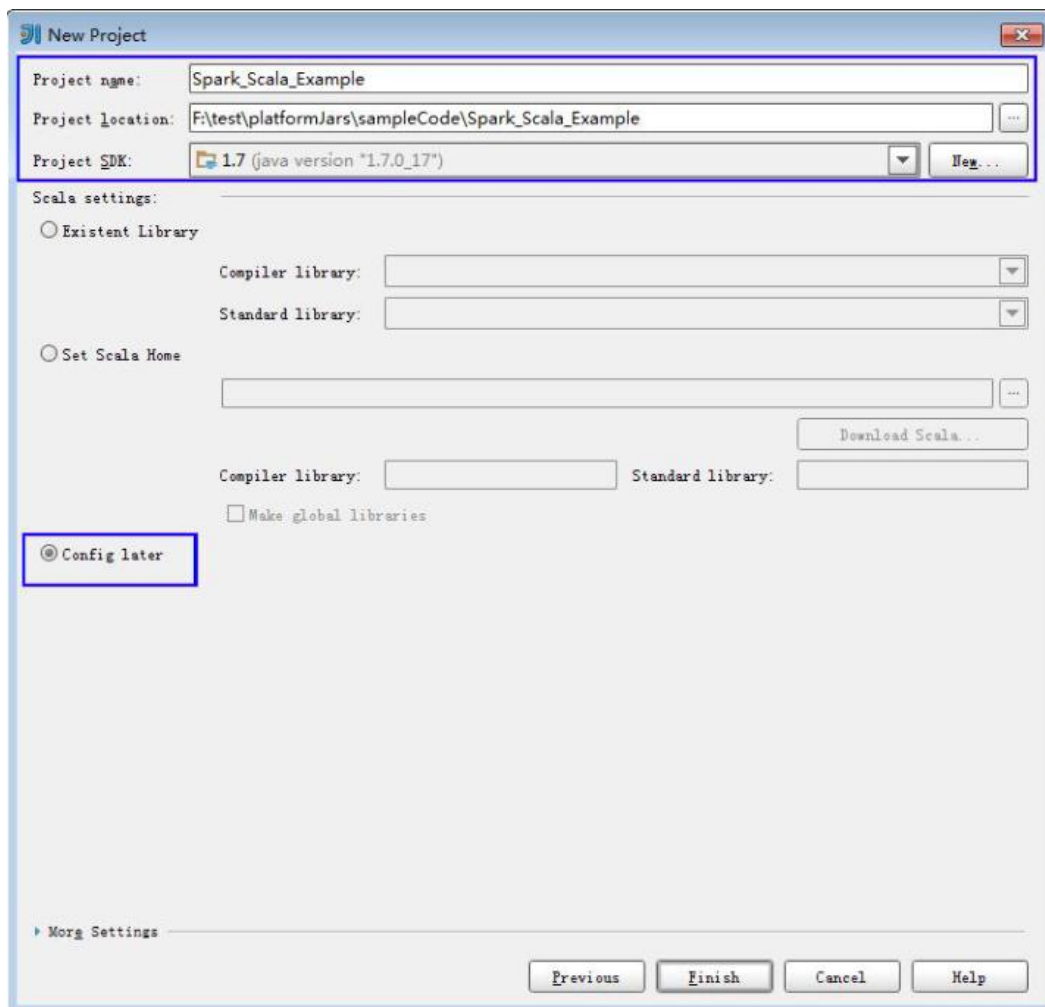 New Project
Project name: Spark_Scala_Example
Project location: F:\test\platformJars\sampleCode\Spark_Scala_Example ...
Project SDK: 1.7 (java version "1.7.0_17") New...
Scala settings:
Existent Library
Compiler library:
Standard library:
Set Scala Home
...
Download Scala...
Compiler library: Standard library:
Make global libraries
Config later
More Settings
Previous Finish Cancel Help